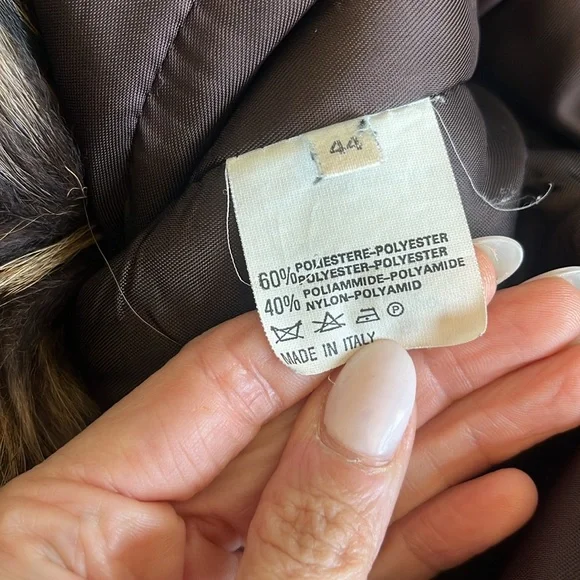 44
60% POLIESTERE-POLYESTER
POLYESTER-POLYESTER
40% POLIAMMIDE-POLYAMIDE
NYLON-POLYAMID
P
MADE IN ITALY